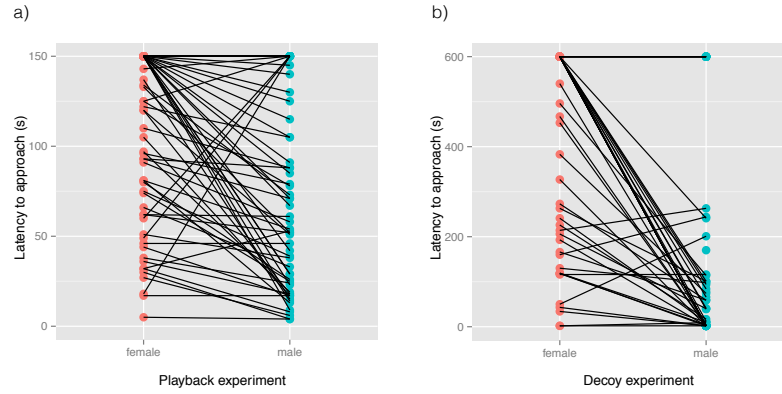 a)
b)
150
100
50
0
Latency to approach (s)
female
male
Playback experiment
600
400
200
0
Latency to approach (s)
female
male
Decoy experiment